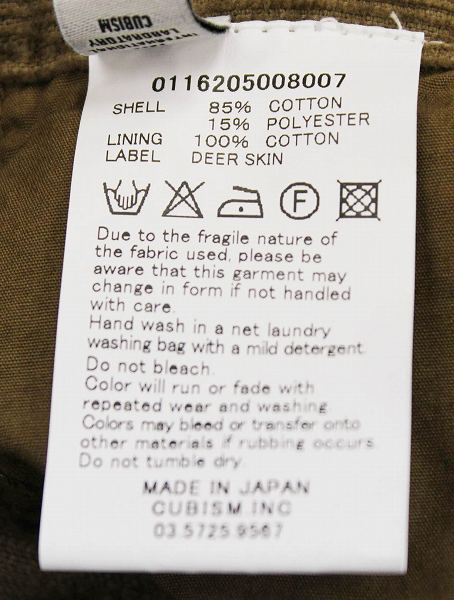 INTERNATIONAL
LABORATORY
CUBISM
0116205008007
SHELL 85% COTTON
15% POLYESTER
LINING 100% COTTON
LABEL DEER SKIN
F
Due to the fragile nature of
the fabric used, please be
aware that this garment may
change in form if not handled
with care.
Hand wash in a net laundry
washing bag with a mild detergent.
Do not bleach.
Color will run or fade with
repeated wear and washing.
Colors may bleed or transfer onto
other materials if rubbing occurs.
Do not tumble dry.
MADE IN JAPAN
CUBISM.INC
03.5725.9567